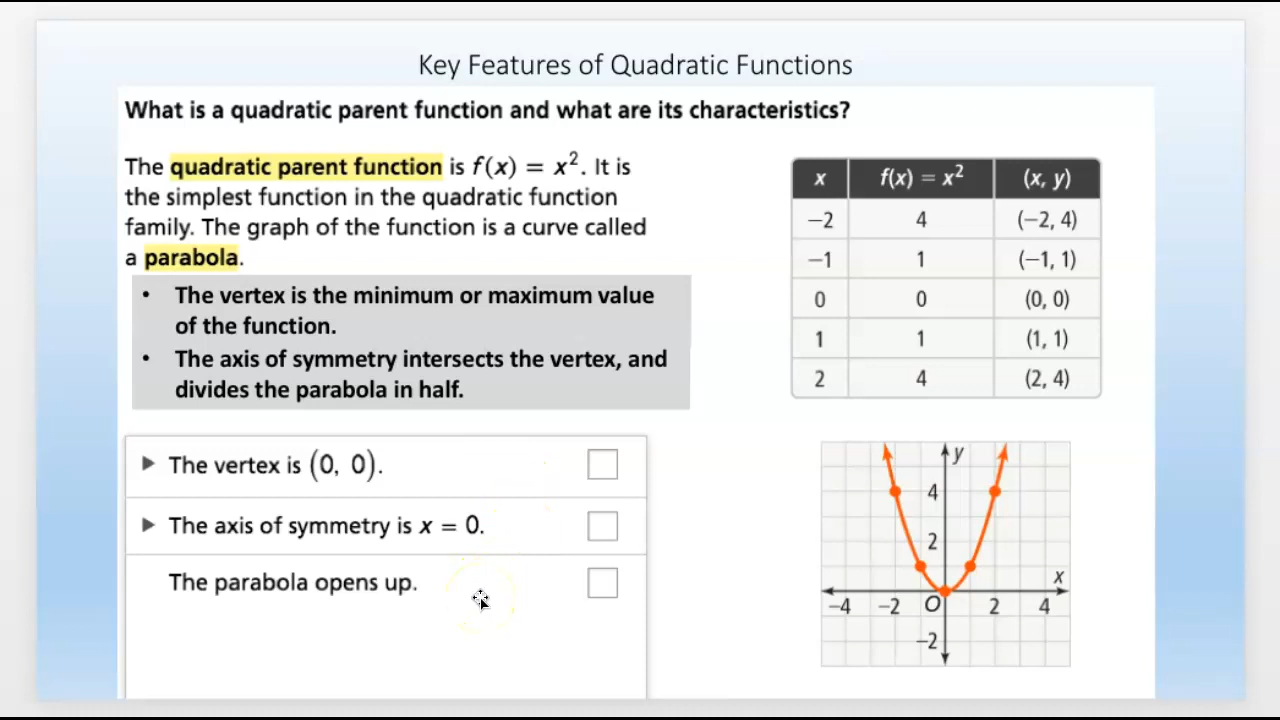 Key Features of Quadratic Functions
What is a quadratic parent function and what are its characteristics?
The quadratic parent function is f(x) = x². It is
the simplest function in the quadratic function
family. The graph of the function is a curve called
a parabola.
• The vertex is the minimum or maximum value
of the function.
• The axis of symmetry intersects the vertex, and
divides the parabola in half.
▶ The vertex is (0, 0).
▶ The axis of symmetry is x = 0.
The parabola opens up.
x f(x) = x² (x, y)
−2 4 (−2, 4)
−1 1 (−1, 1)
0 0 (0, 0)
1 1 (1, 1)
2 4 (2, 4)
y
4
2
x
−4 −2 O 2 4
−2